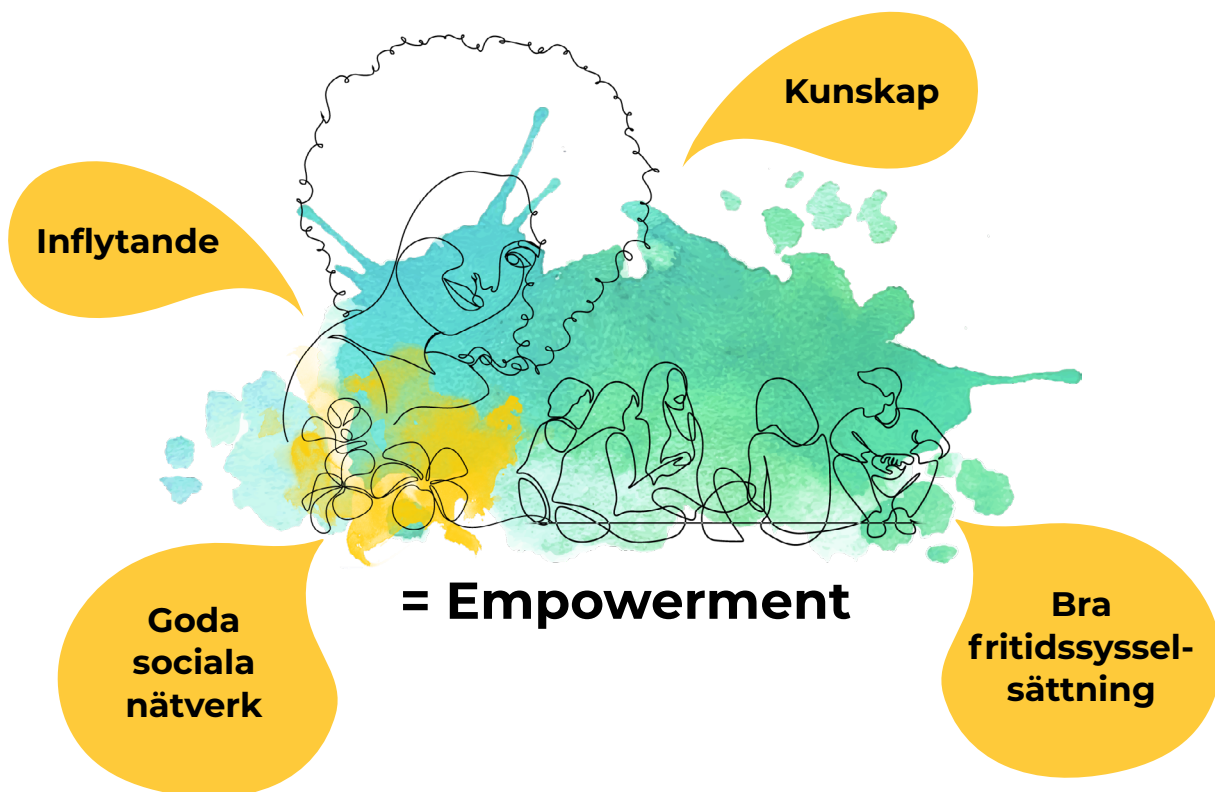 Kunskap
Inflytande
= Empowerment
Goda
sociala
nätverk
Bra
fritidssyssel-
sättning